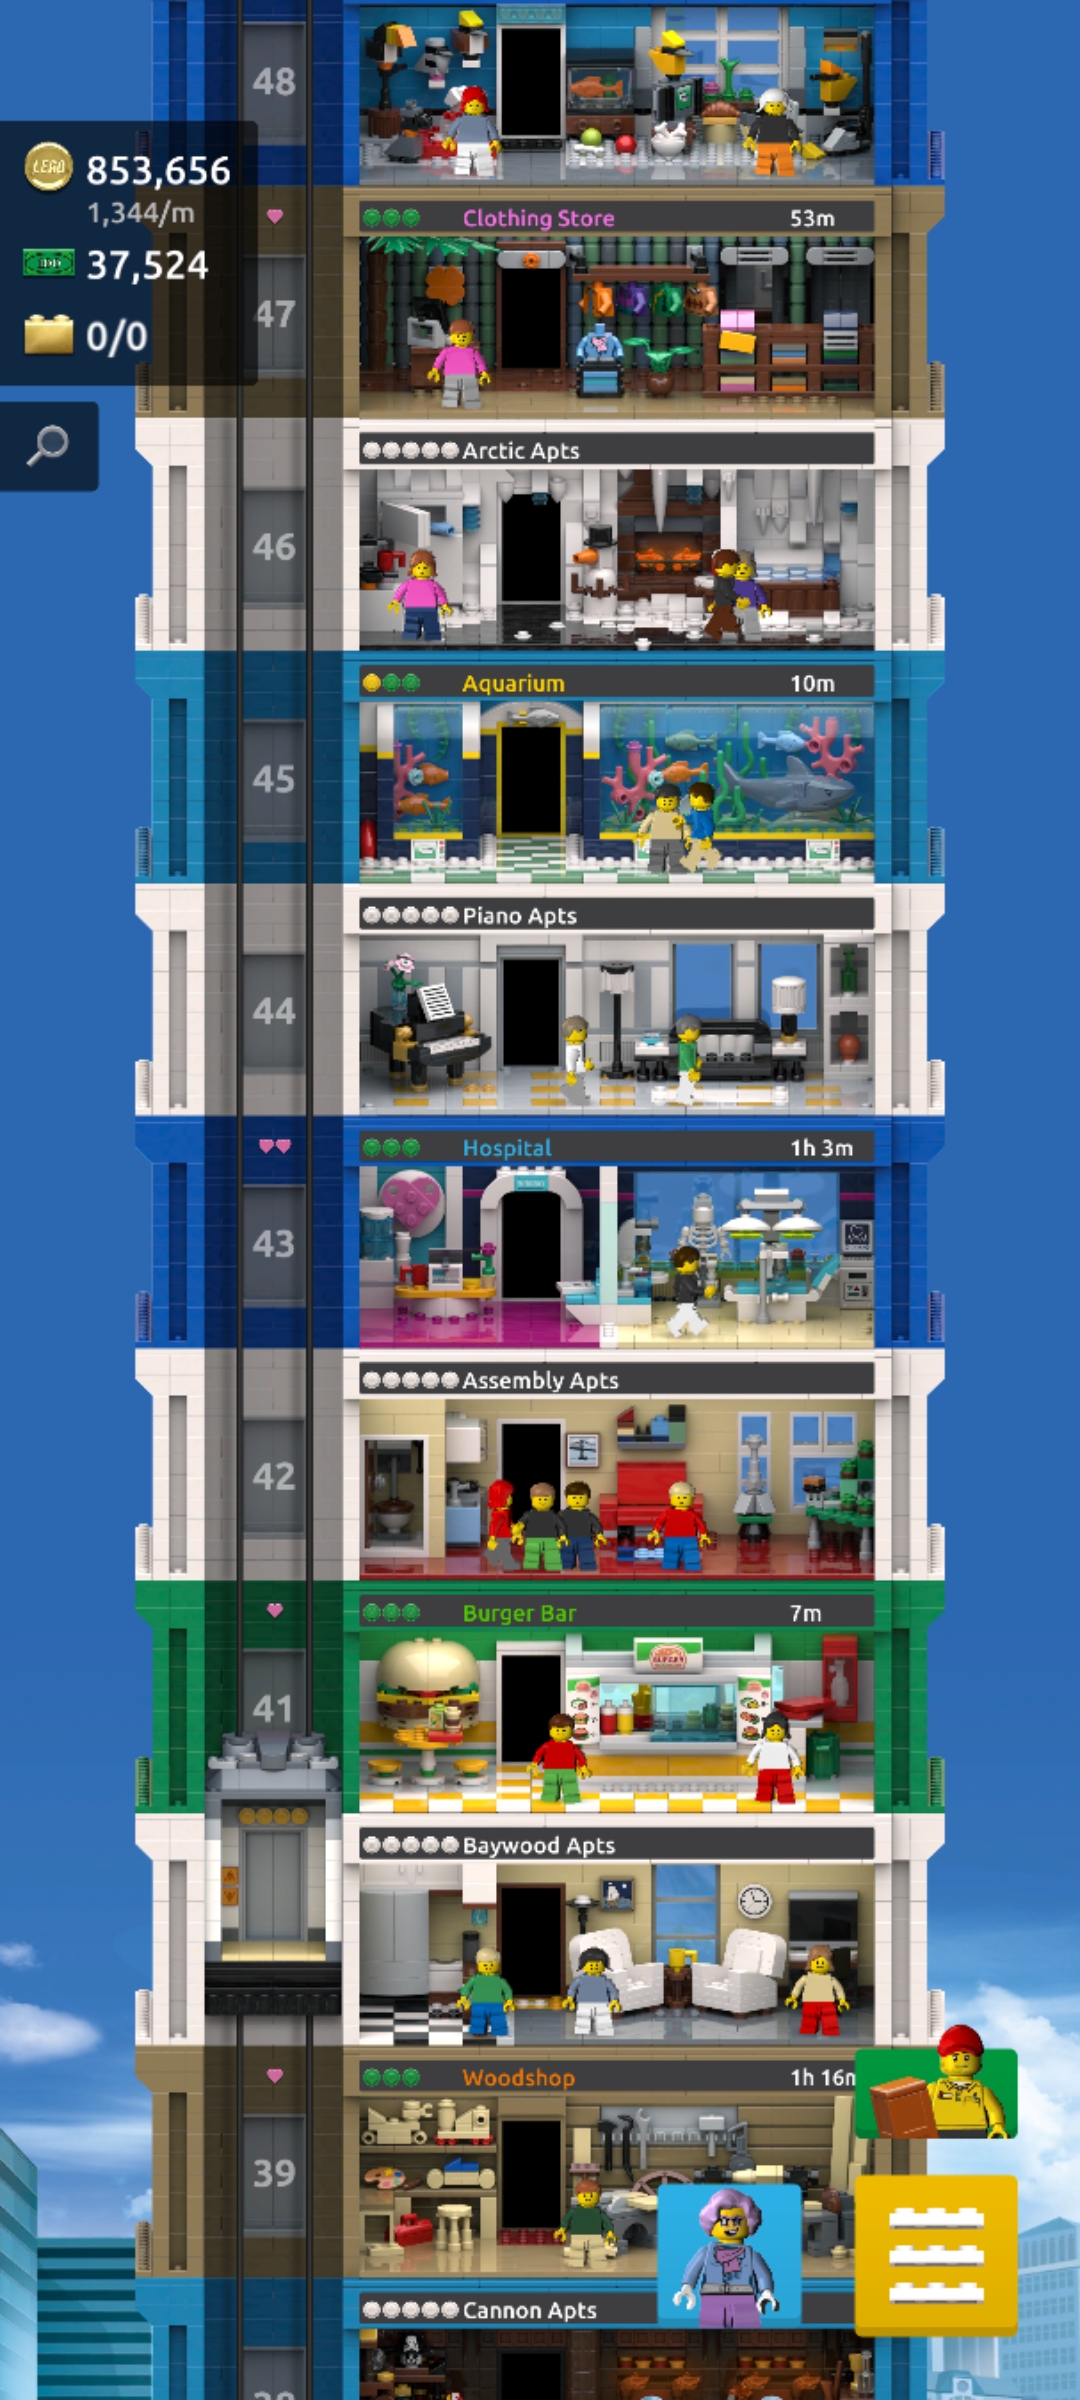 48
LEGO
853,656
1,344/m
37,524
0/0
Clothing Store 53m
47
Arctic Apts
46
Aquarium 10m
45
Piano Apts
44
Hospital 1h 3m
43
Assembly Apts
42
Burger Bar 7m
41
Baywood Apts
Woodshop 1h 16m
39
Cannon Apts